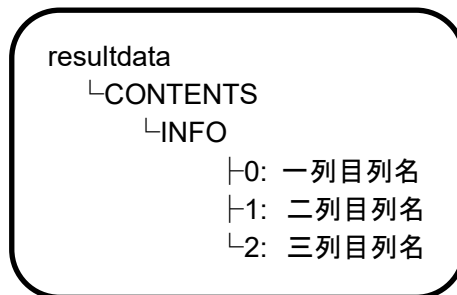 resultdata
└CONTENTS
└INFO
├0: 一列目列名
├1: 二列目列名
└2: 三列目列名